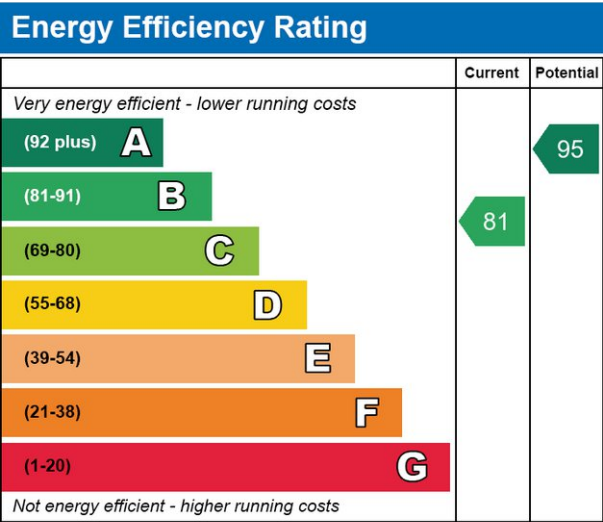 Energy Efficiency Rating
Current Potential
Very energy efficient - lower running costs
(92 plus) A
95
(81-91) B
81
(69-80) C
(55-68) D
(39-54) E
(21-38) F
(1-20) G
Not energy efficient - higher running costs